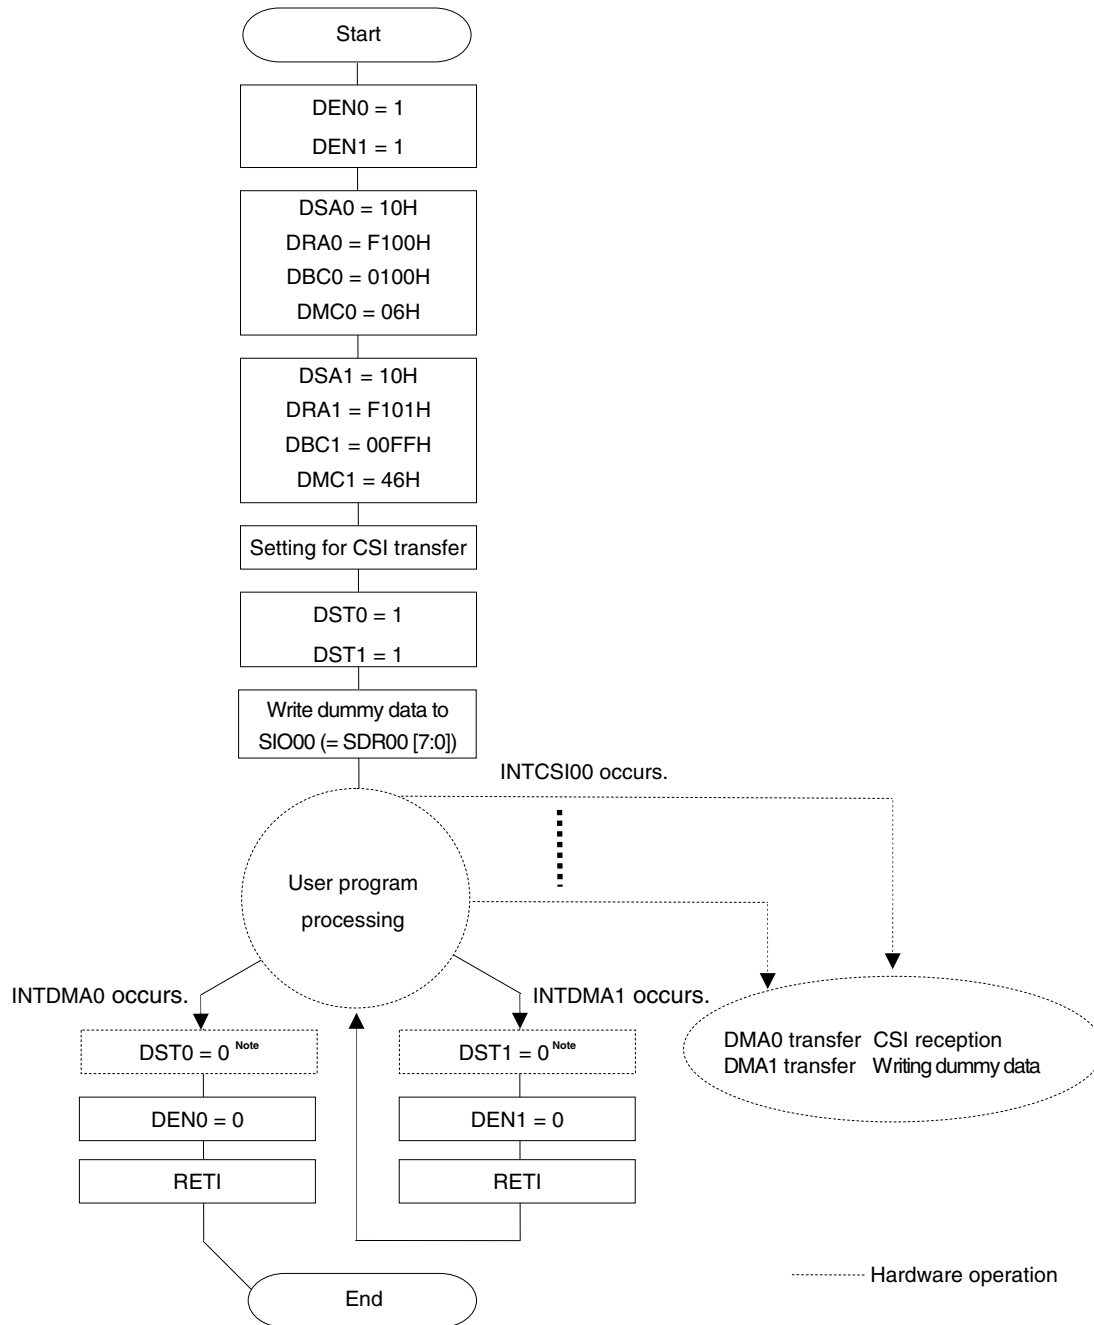 Start
DEN0 = 1
DEN1 = 1
DSA0 = 10H
DRA0 = F100H
DBC0 = 0100H
DMC0 = 06H
DSA1 = 10H
DRA1 = F101H
DBC1 = 00FFH
DMC1 = 46H
Setting for CSI transfer
DST0 = 1
DST1 = 1
Write dummy data to
SIO00 (= SDR00 [7:0])
INTCSI00 occurs.
User program
processing
INTDMA0 occurs.
INTDMA1 occurs.
DST0 = 0 Note
DST1 = 0 Note
DMA0 transfer CSI reception
DMA1 transfer Writing dummy data
DEN0 = 0
DEN1 = 0
RETI
RETI
Hardware operation
End